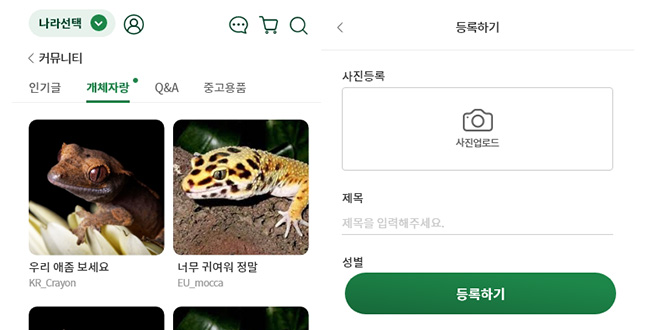 나라선택
커뮤니티
인기글 개체자랑 Q&A 중고용품
우리 애좀 보세요
KR_Crayon
너무 귀여워 정말
EU_mocca
등록하기
사진등록
사진업로드
제목
제목을 입력해주세요.
성별
등록하기